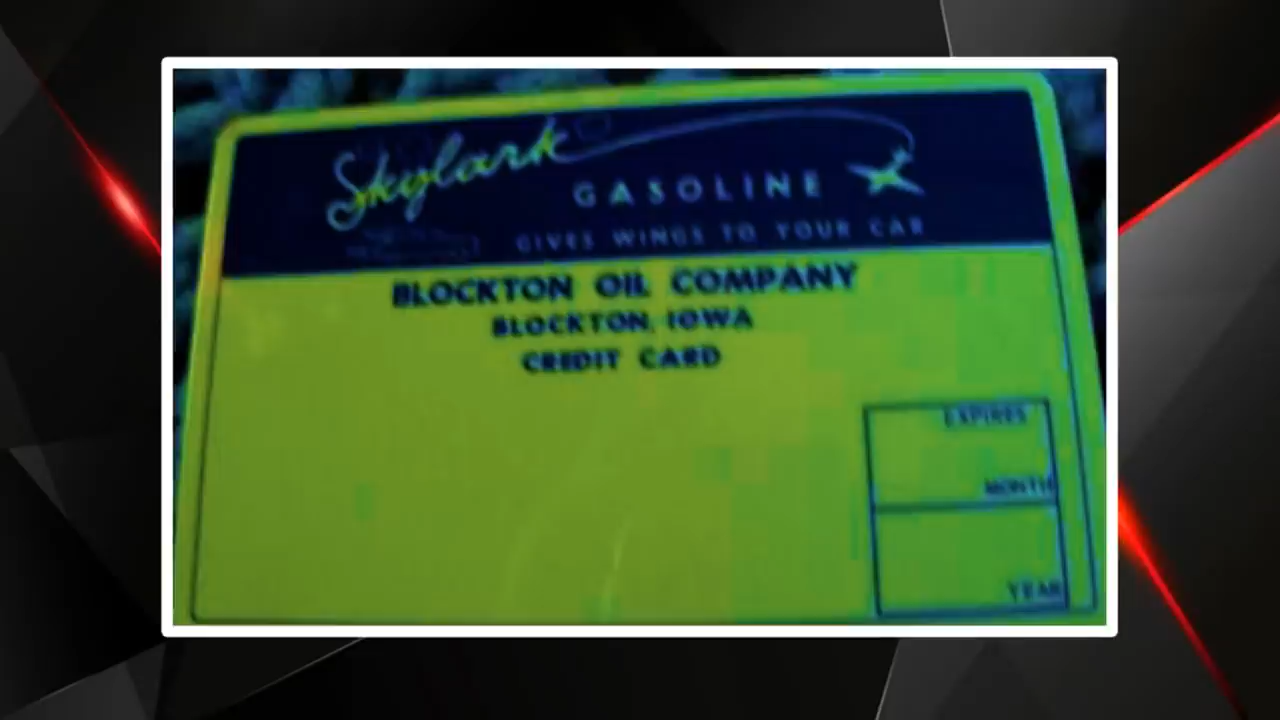 Skylark
GASOLINE
GIVES WINGS TO YOUR CAR
BLOCKTON OIL COMPANY
BLOCKTON, IOWA
CREDIT CARD
EXPIRES
MONTH
YEAR